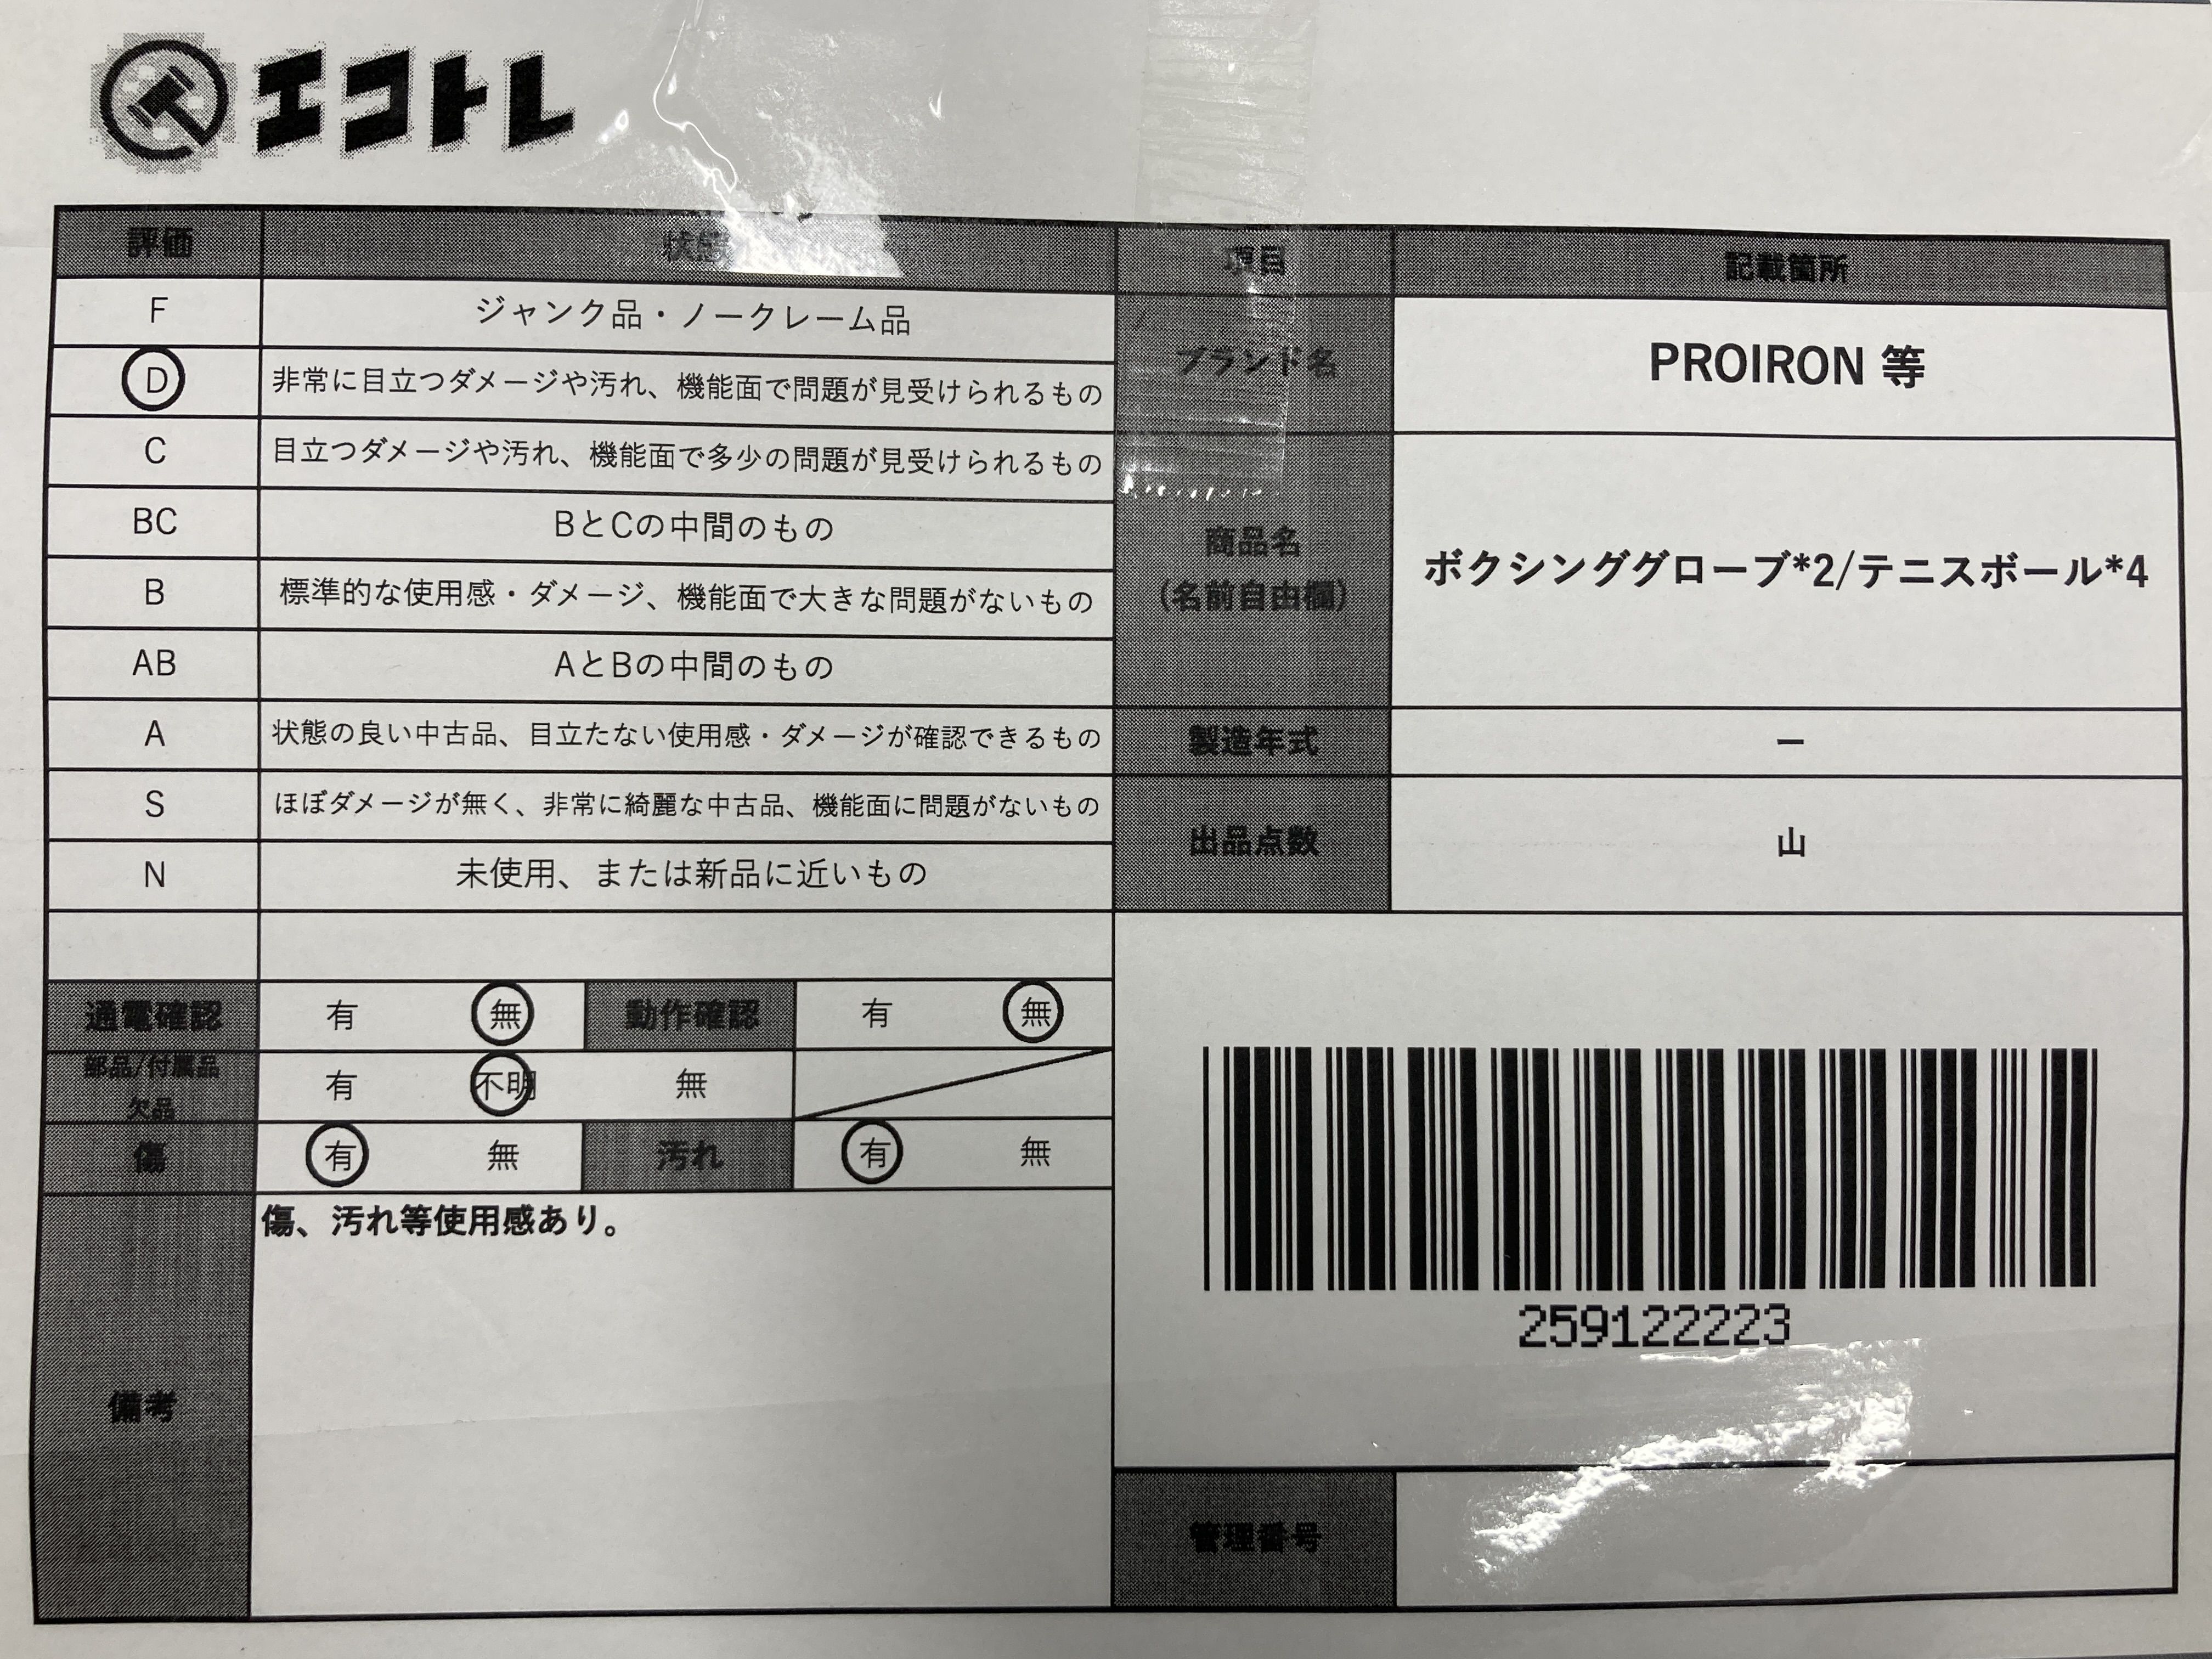 エコトレ
評価 状態 項目 記載箇所
F ジャンク品・ノークレーム品
D 非常に目立つダメージや汚れ、機能面で問題が見受けられるもの
ブランド名 PROIRON 等
C 目立つダメージや汚れ、機能面で多少の問題が見受けられるもの
BC BとCの中間のもの
商品名
(名前自由欄)
ボクシンググローブ*2/テニスボール*4
B 標準的な使用感・ダメージ、機能面で大きな問題がないもの
AB AとBの中間のもの
A 状態の良い中古品、目立たない使用感・ダメージが確認できるもの
製造年式 ー
S ほぼダメージが無く、非常に綺麗な中古品、機能面に問題がないもの
出品点数 山
N 未使用、または新品に近いもの
通電確認 有 無 動作確認 有 無
部品/付属品
欠品
有 不明 無
傷 有 無 汚れ 有 無
備考
傷、汚れ等使用感あり。
259122223
管理番号